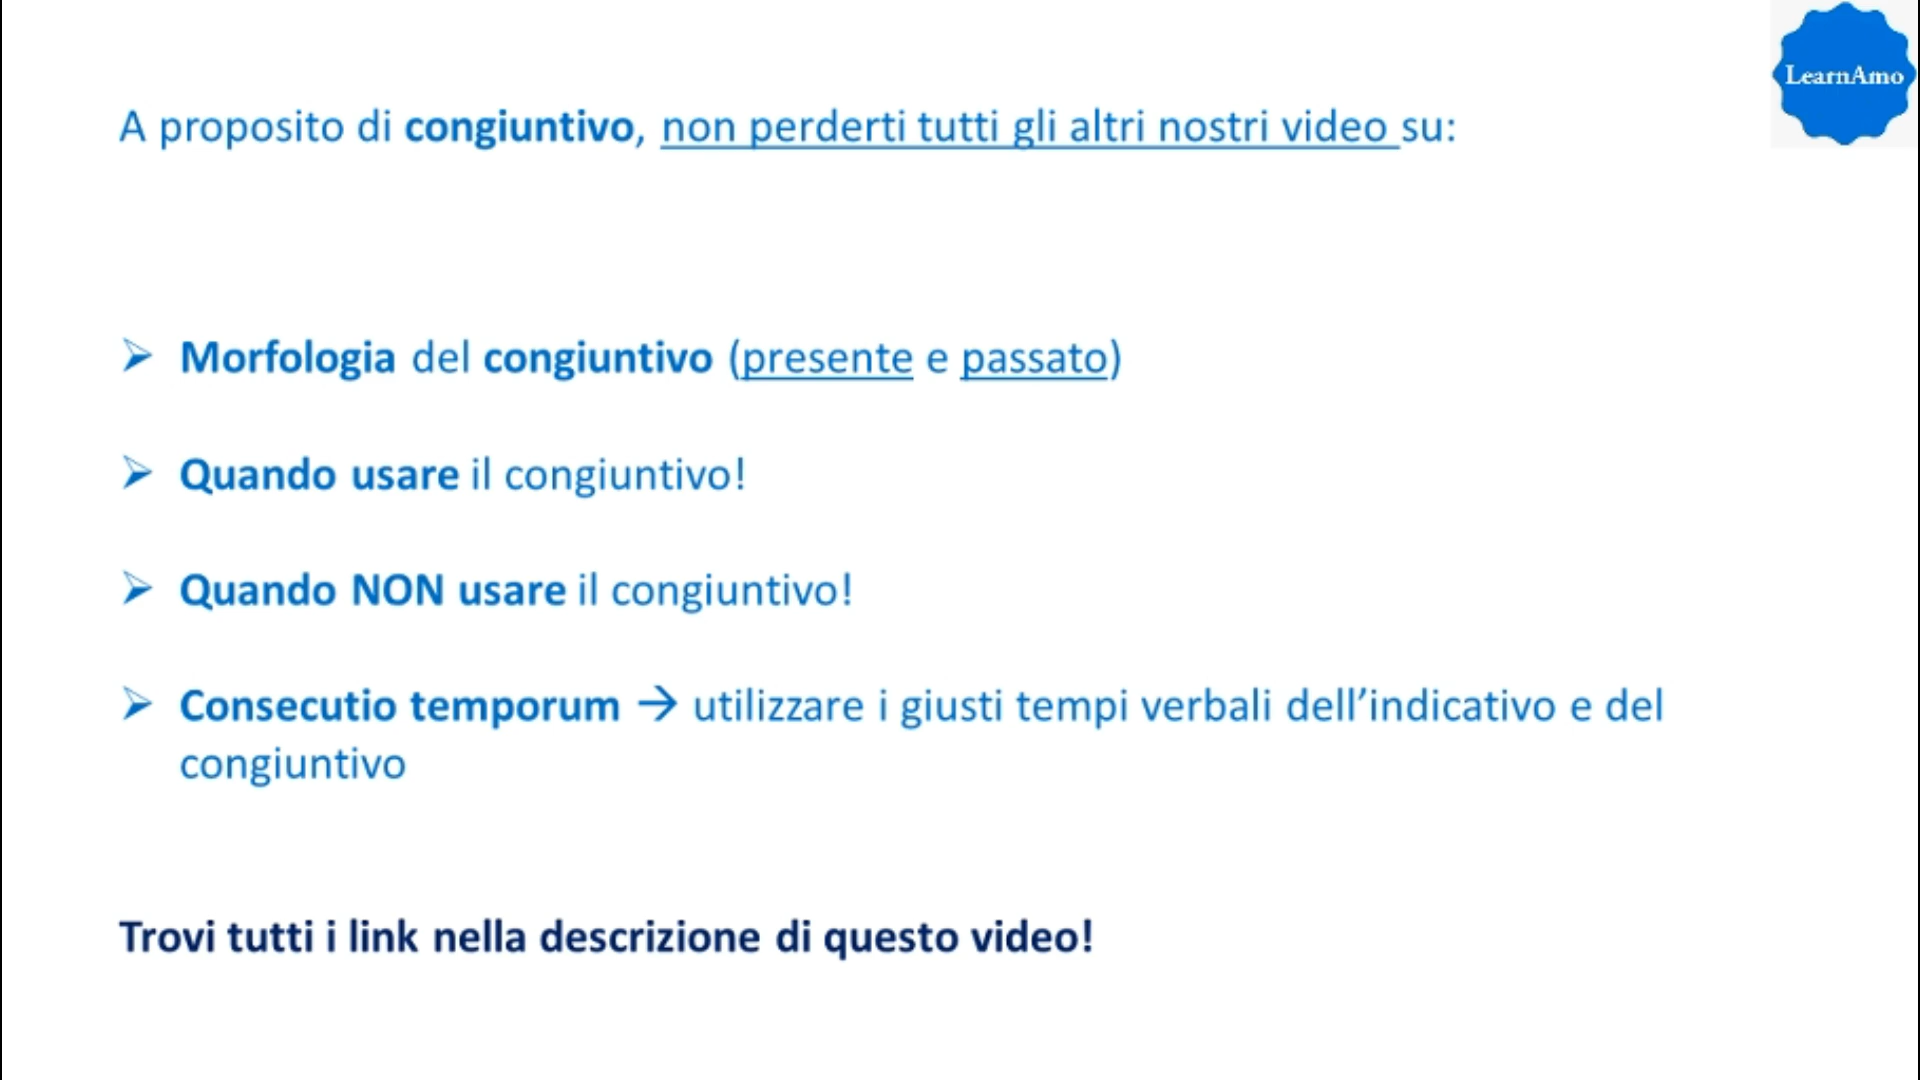 LearnAmo
A proposito di congiuntivo, non perderti tutti gli altri nostri video su:
➢ Morfologia del congiuntivo (presente e passato)
➢ Quando usare il congiuntivo!
➢ Quando NON usare il congiuntivo!
➢ Consecutio temporum → utilizzare i giusti tempi verbali dell’indicativo e del
congiuntivo
Trovi tutti i link nella descrizione di questo video!